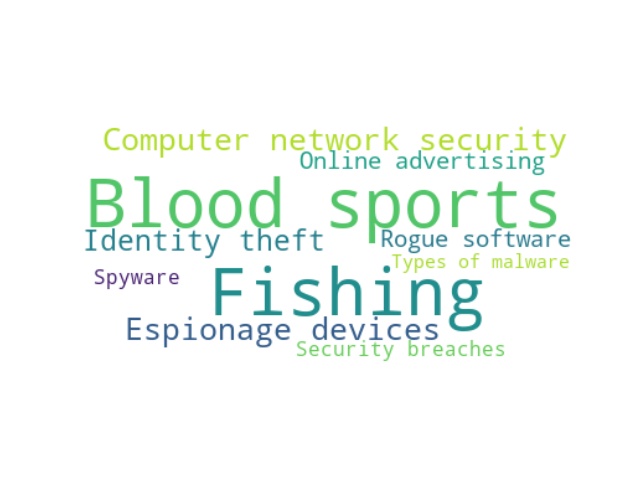 Computer network security
Online advertising
Blood sports
Identity theft
Rogue software
Types of malware
Spyware
Fishing
Espionage devices
Security breaches